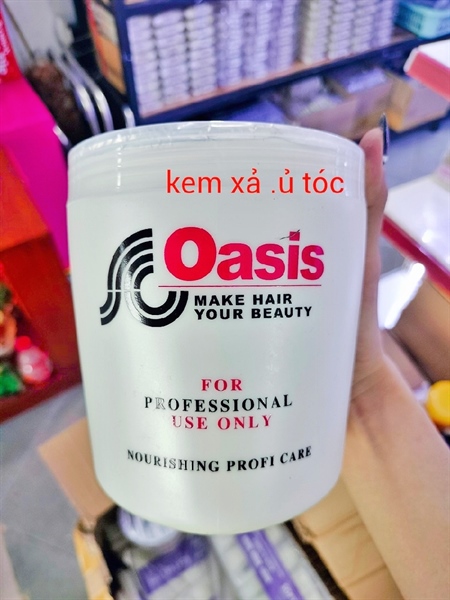 kem xả .ủ tóc
Oasis
MAKE HAIR
YOUR BEAUTY
FOR
PROFESSIONAL
USE ONLY
NOURISHING PROFI CARE